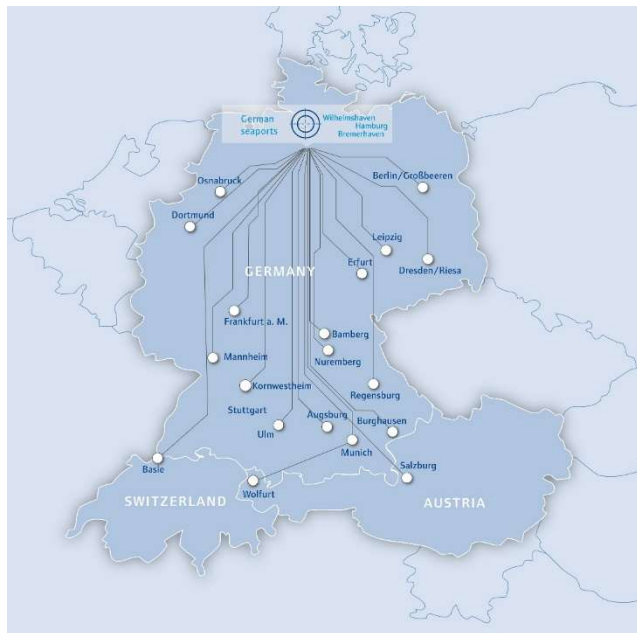 German
seaports
Wilhelmshaven
Hamburg
Bremerhaven
Osnabruck
Berlin/Großbeeren
Dortmund
Leipzig
Erfurt
Dresden/Riesa
GERMANY
Frankfurt a. M.
Bamberg
Mannheim
Nuremberg
Kornwestheim
Regensburg
Stuttgart
Augsburg
Burghausen
Ulm
Munich
Basle
Salzburg
Wolfurt
SWITZERLAND
AUSTRIA